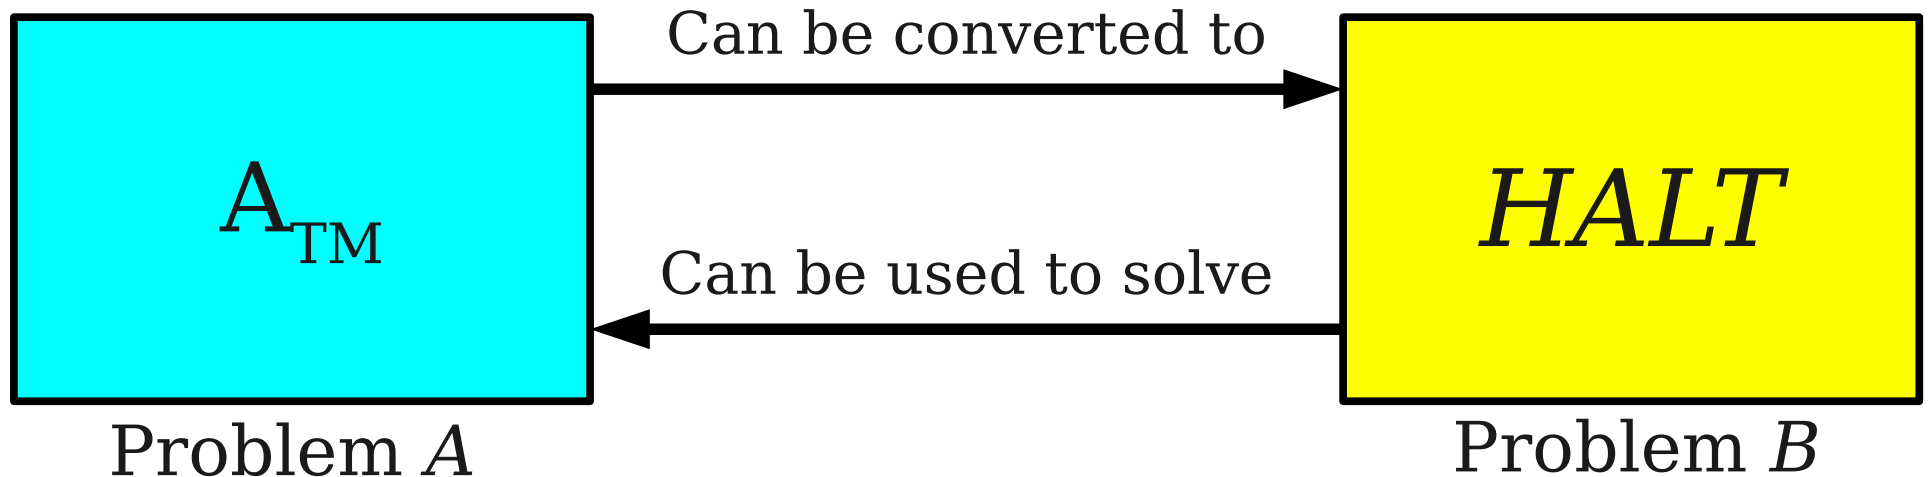 Can be converted to
A_TM
HALT
Can be used to solve
Problem A
Problem B